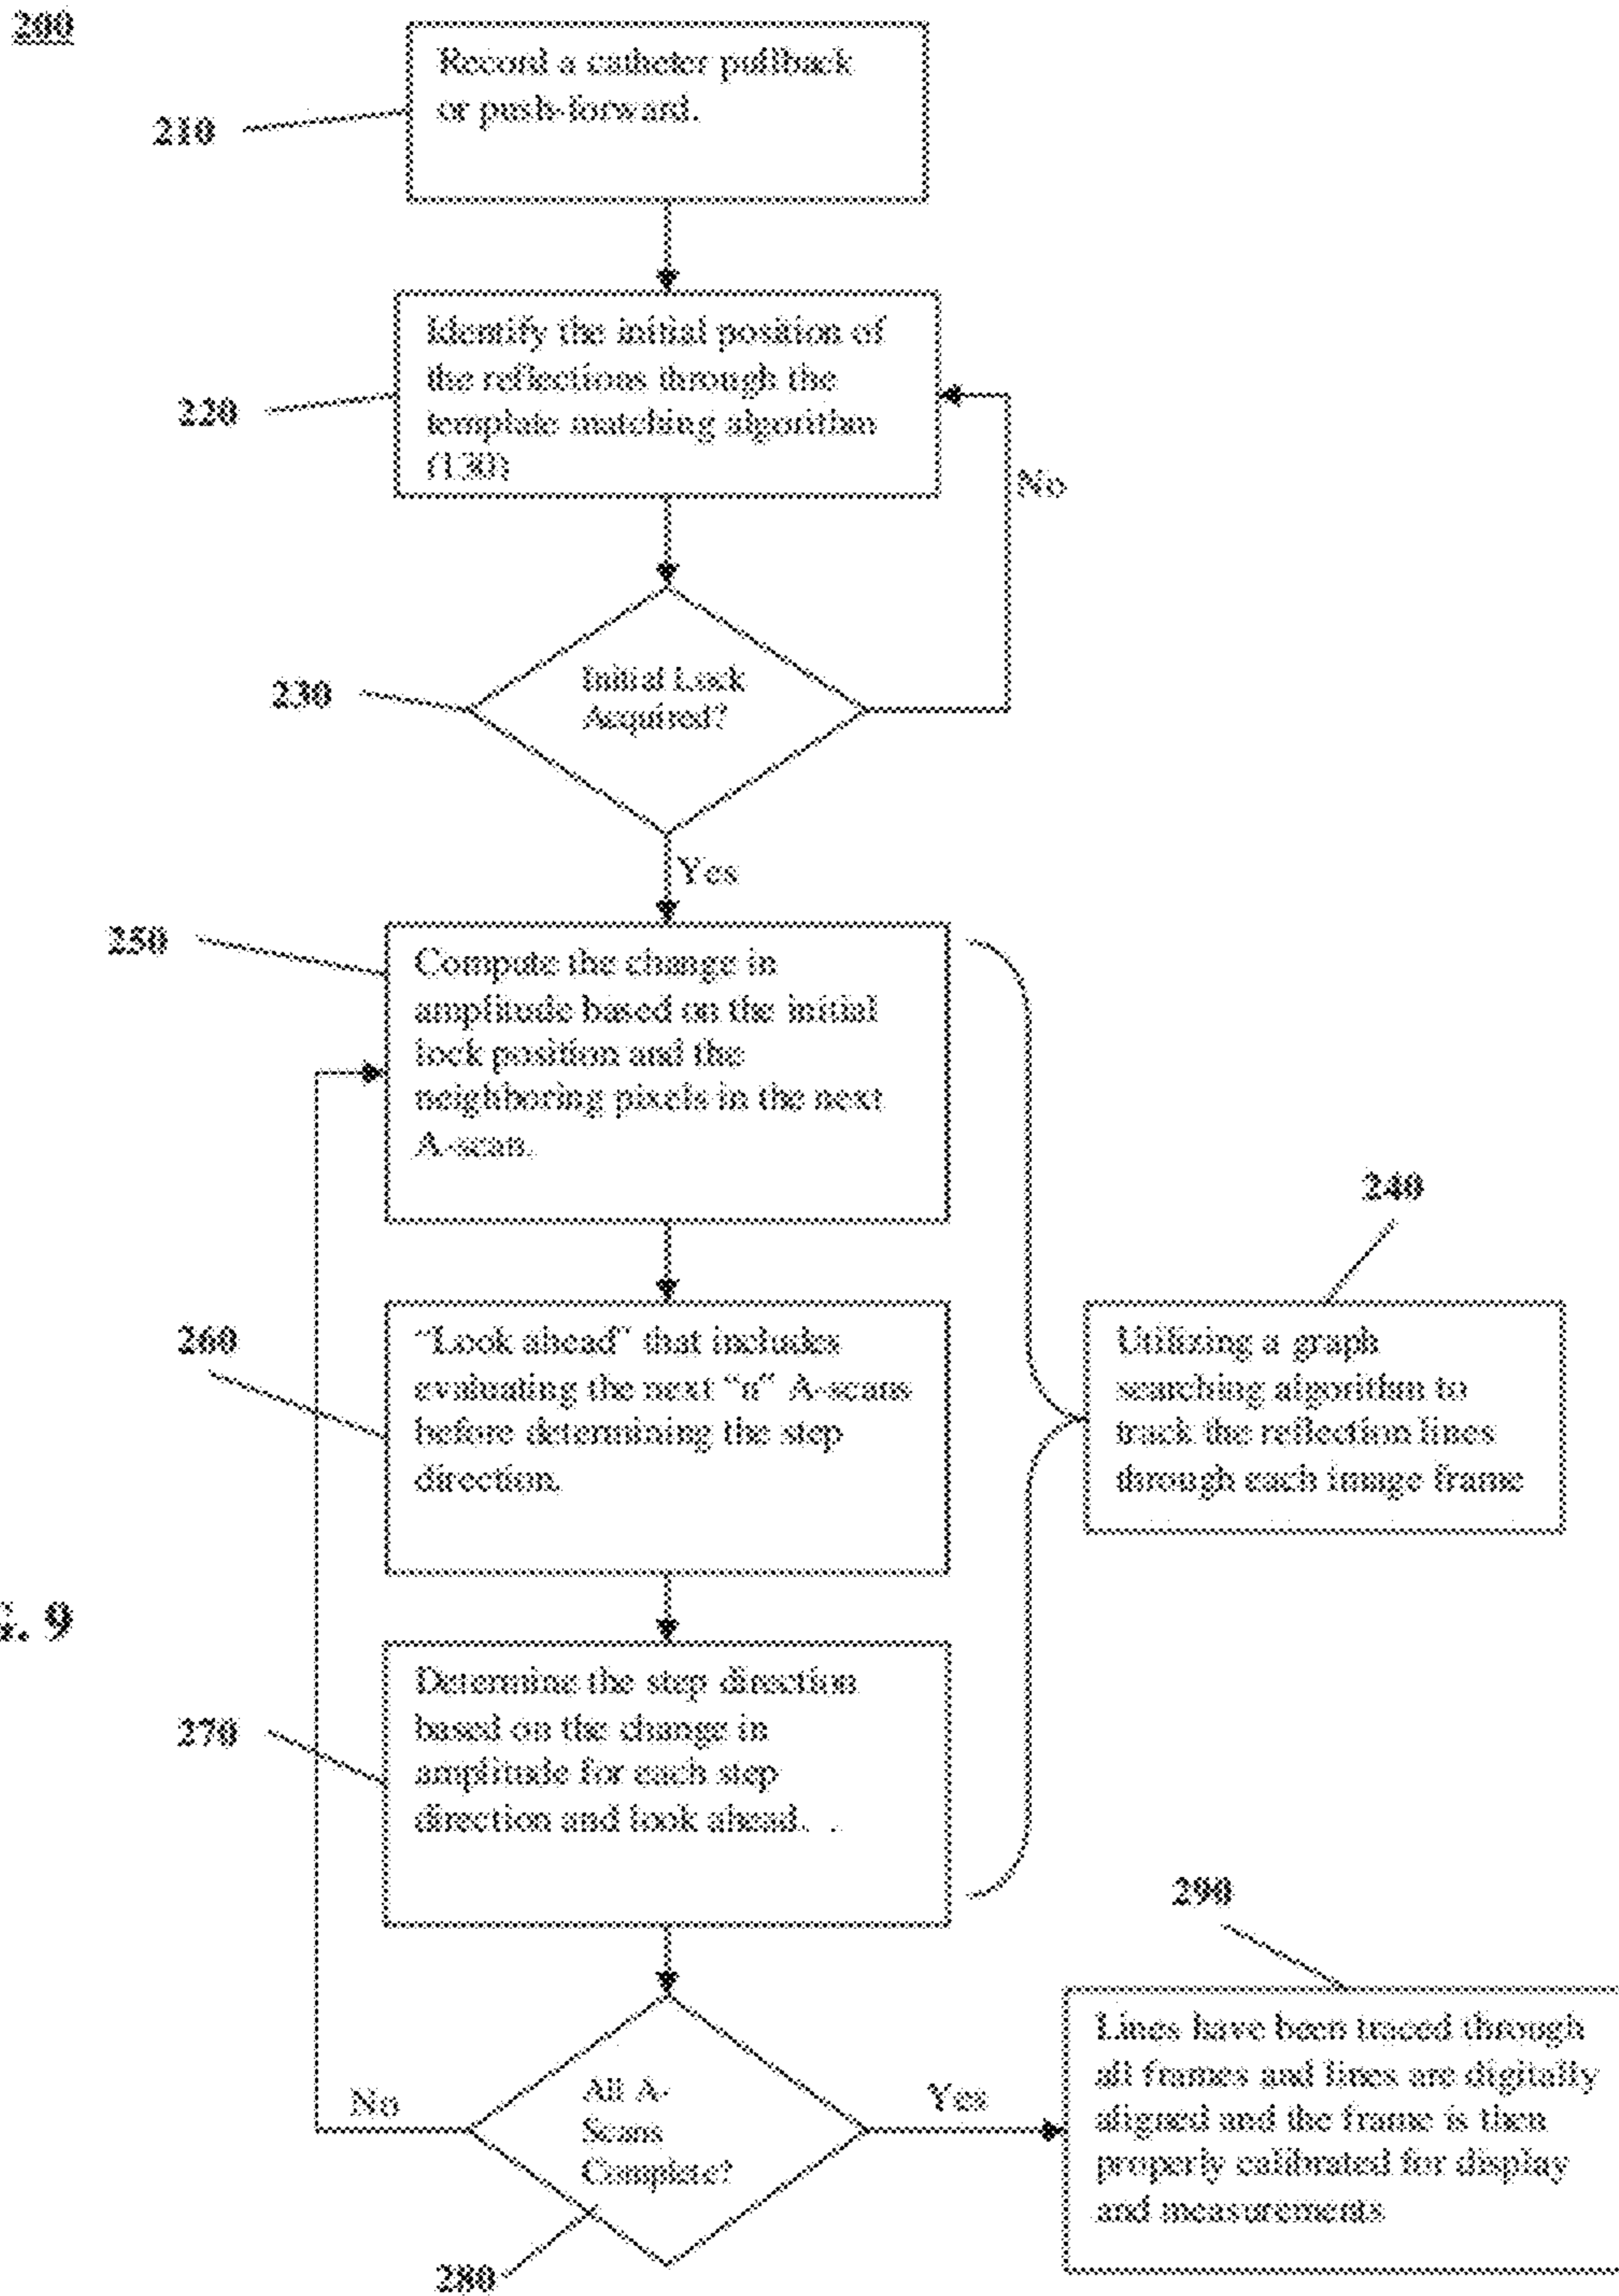 200
Record a catheter pullback
or push-forward.
210
Identify the initial position of
the reflections through the
template matching algorithm
(130)
220
No
Initial Lock
Acquired?
230
Yes
250
Compute the change in
amplitude based on the initial
lock position and the
neighboring pixels in the next
A-scan.
240
260
"Look ahead" that includes
evaluating the next "n" A-scans
before determining the step
direction.
Utilizing a graph
searching algorithm to
track the reflection lines
through each image frame
G. 9
270
Determine the step direction
based on the change in
amplitude for each step
direction and look ahead. .
290
No
All A-
Scans
Complete?
Yes
Lines have been traced through
all frames and lines are digitally
aligned and the frame is then
properly calibrated for display
and measurements
280